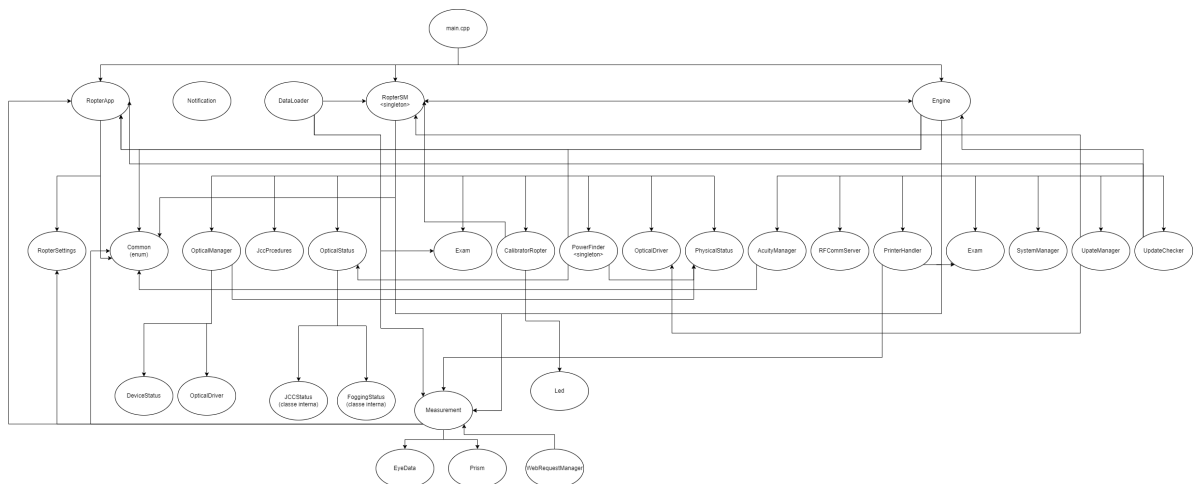 main.cpp
RopterApp
Notification
DataLoader
RopterSM
<singleton>
Engine
RopterSettings
Common
(enum)
OpticalManager
JccPrcedures
OpticalStatus
Exam
CalibratorRopter
PowerFinder
<singleton>
OpticalDriver
PhysicalStatus
AcuityManager
RFCommServer
PrinterHandler
Exam
SystemManager
UpateManager
UpdateChecker
DeviceStatus
OpticalDriver
JCCStatus
(classe interna)
FoggingStatus
(classe interna)
Measurement
Led
EyeData
Prism
WebRequestManager